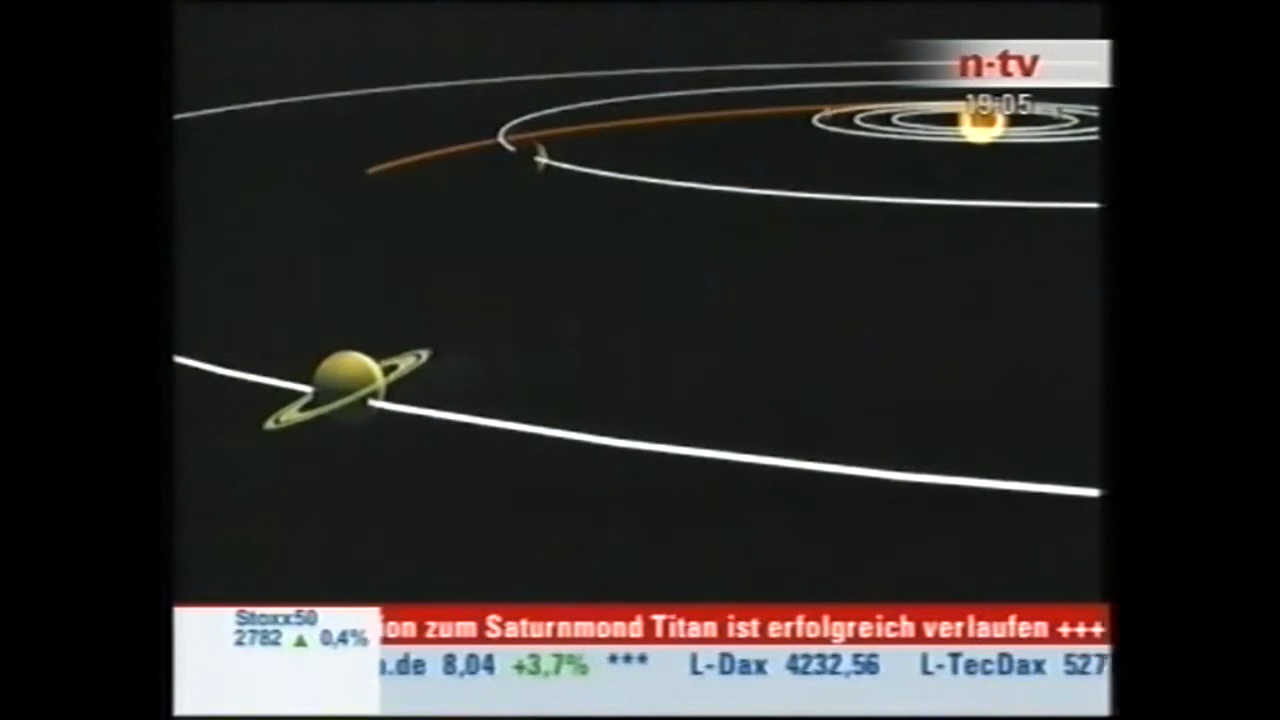 n-tv
19:05
Stoxx50
2782 ▲ 0,4%
ion zum Saturnmond Titan ist erfolgreich verlaufen +++
.de 8,04 +3,7% *** L-Dax 4232,56 L-TecDax 527